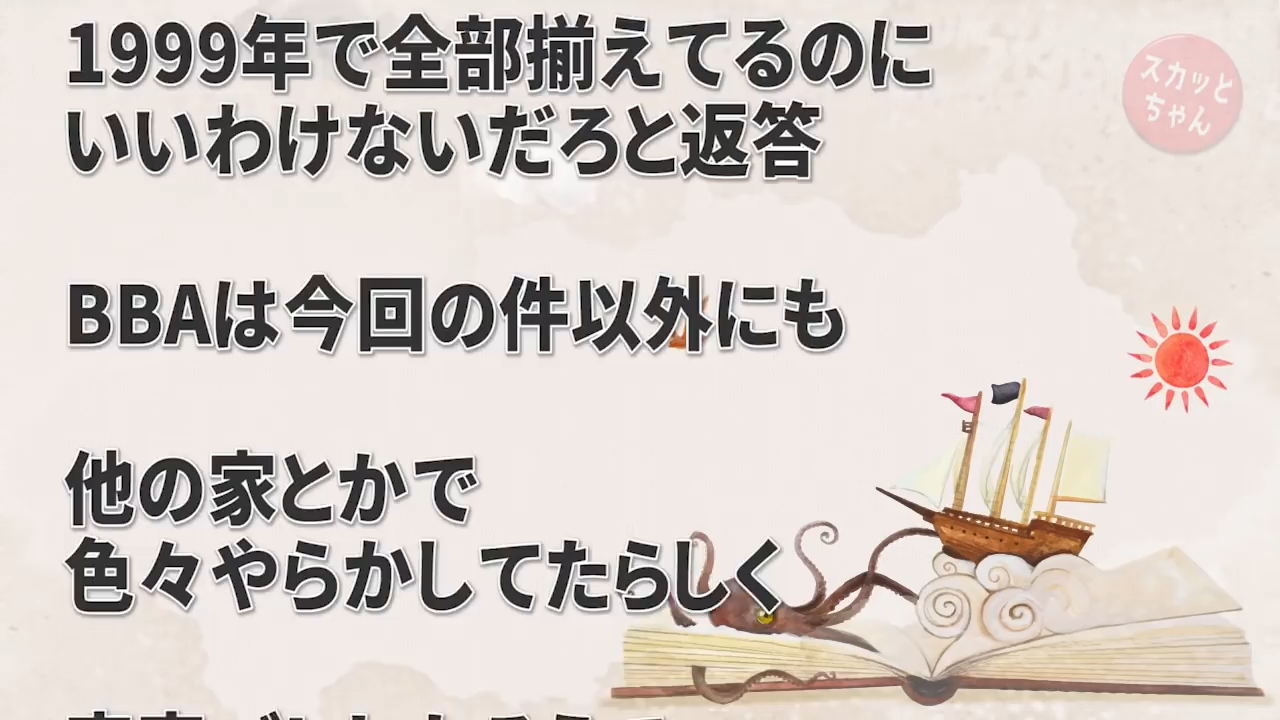 1999年で全部揃えてるのに
いいわけないだろと返答
スカッと
ちゃん
BBAは今回の件以外にも
他の家とかで
色々やらかしてたらしく